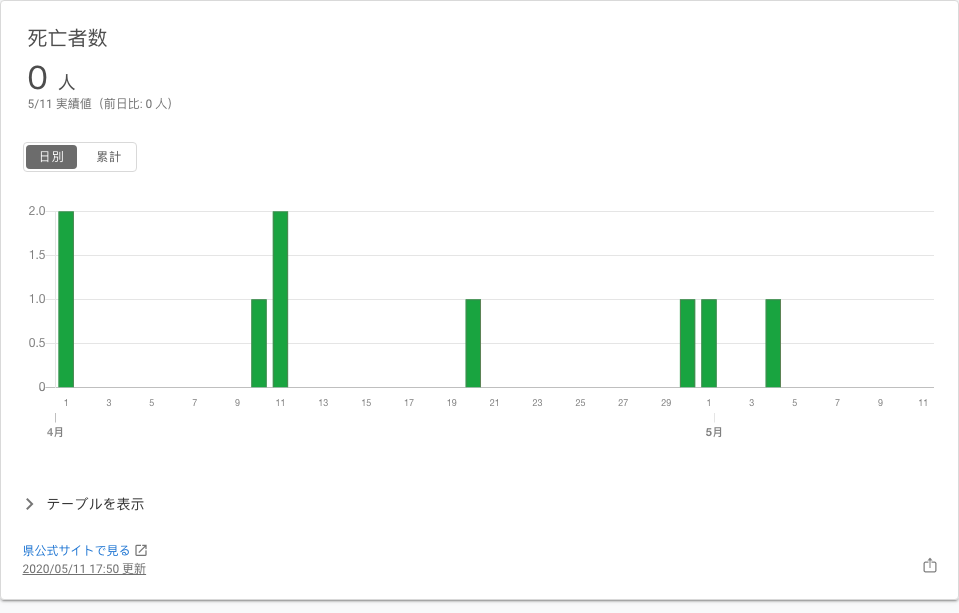 死亡者数
0 人
5/11 実績値（前日比: 0 人）
日別 累計
2.0
1.5
1.0
0.5
0
1 3 5 7 9 11 13 15 17 19 21 23 25 27 29 1 3 5 7 9 11
4月 5月
テーブルを表示
県公式サイトで見る
2020/05/11 17:50 更新